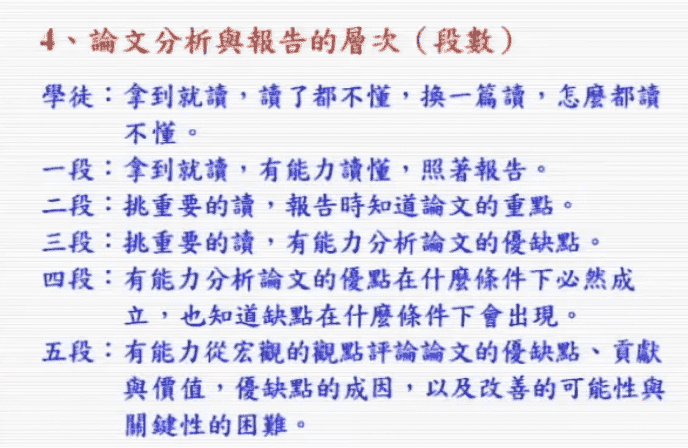 4、論文分析與報告的層次（段數）
學徒：拿到就讀，讀了都不懂，換一篇讀，怎麼都讀
不懂。
一段：拿到就讀，有能力讀懂，照著報告。
二段：挑重要的讀，報告時知道論文的重點。
三段：挑重要的讀，有能力分析論文的優缺點。
四段：有能力分析論文的優點在什麼條件下必然成
立，也知道缺點在什麼條件下會出現。
五段：有能力從宏觀的觀點評論論文的優缺點、貢獻
與價值，優缺點的成因，以及改善的可能性與
關鍵性的困難。